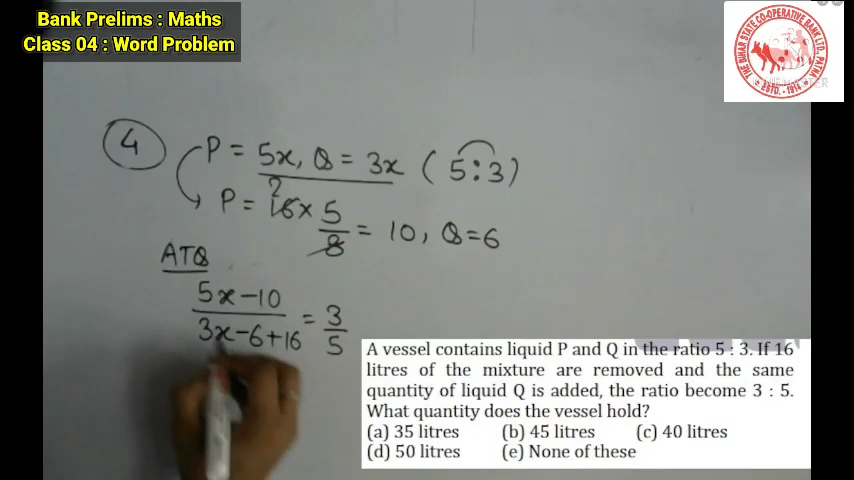 Bank Prelims : Maths
Class 04 : Word Problem
THE BIHAR STATE CO-OPERATIVE BANK LTD., PATNA
ESTD. - 1914
4
P = 5x, Q = 3x ( 5 : 3 )
P = 16 × 5/8 = 10, Q = 6
2
ATQ
5x - 10 / 3x - 6 + 16 = 3/5
A vessel contains liquid P and Q in the ratio 5 : 3. If 16
litres of the mixture are removed and the same
quantity of liquid Q is added, the ratio become 3 : 5.
What quantity does the vessel hold?
(a) 35 litres (b) 45 litres (c) 40 litres
(d) 50 litres (e) None of these